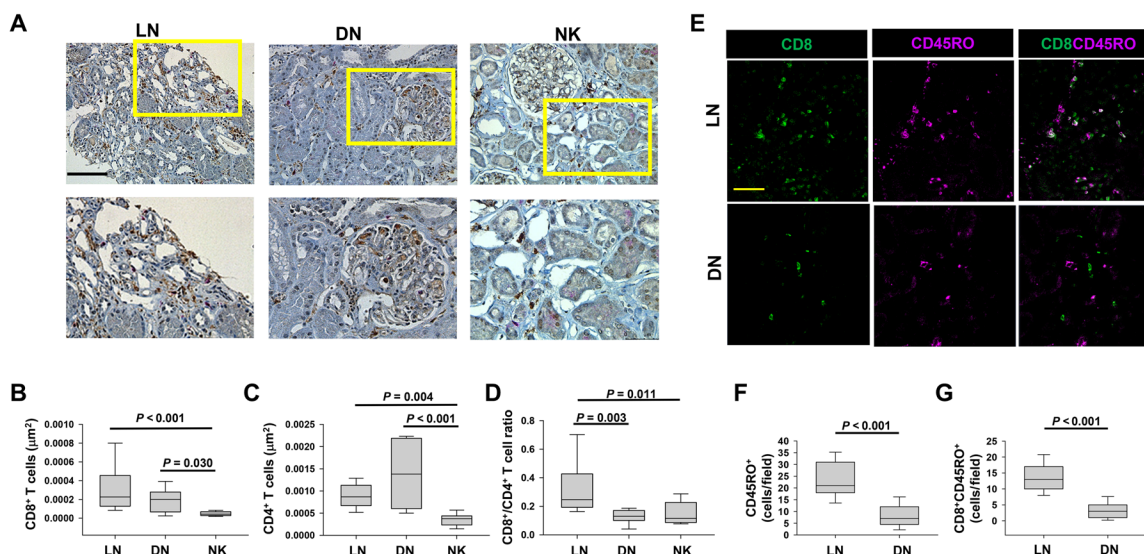 A
LN
DN
NK
E
CD8
CD45RO
CD8CD45RO
LN
DN
B
P < 0.001
P = 0.030
CD8+ T cells (μm2)
0.0010
0.0008
0.0006
0.0004
0.0002
0.0000
LN DN NK
C
P = 0.004
P < 0.001
CD4+ T cells (μm2)
0.0025
0.0020
0.0015
0.0010
0.0005
0.0000
LN DN NK
D
P = 0.011
P = 0.003
CD8+/CD4+ T cell ratio
0.8
0.6
0.4
0.2
0.0
LN DN NK
F
P < 0.001
CD45RO+
(cells/field)
40
35
30
25
20
15
10
5
0
LN DN
G
P < 0.001
CD8+CD45RO+
(cells/field)
25
20
15
10
5
0
LN DN